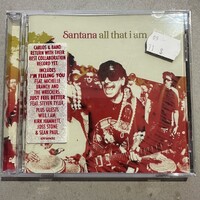 Santana all that i am
CARLOS & BAND
RETURN WITH THEIR
BEST COLLABORATION
RECORD YET.
INCLUDES
I'M FEELING YOU
FEAT. MICHELLE
BRANCH AND
THE WRECKERS,
JUST FEEL BETTER
FEAT. STEVEN TYLER,
PLUS GUESTS
WILL.I.AM,
KIRK HAMMETT,
JOSS STONE
& SEAN PAUL.